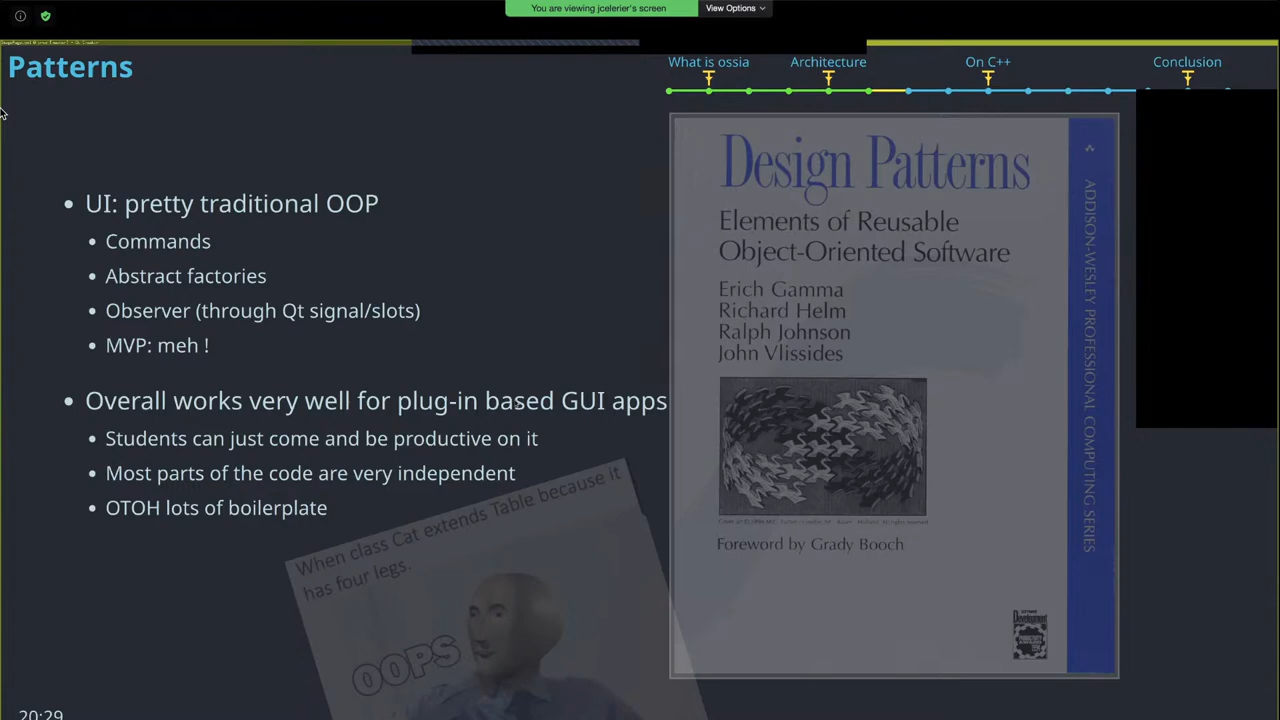 You are viewing jcelerier's screen
View Options
Patterns
What is ossia
Architecture
On C++
Conclusion
• UI: pretty traditional OOP
• Commands
• Abstract factories
• Observer (through Qt signal/slots)
• MVP: meh !
• Overall works very well for plug-in based GUI apps
• Students can just come and be productive on it
• Most parts of the code are very independent
• OTOH lots of boilerplate
When class Cat extends Table because it
has four legs.
OOPS
Design Patterns
Elements of Reusable
Object-Oriented Software
Erich Gamma
Richard Helm
Ralph Johnson
John Vlissides
Foreword by Grady Booch
ADDISON-WESLEY PROFESSIONAL COMPUTING SERIES
20:29